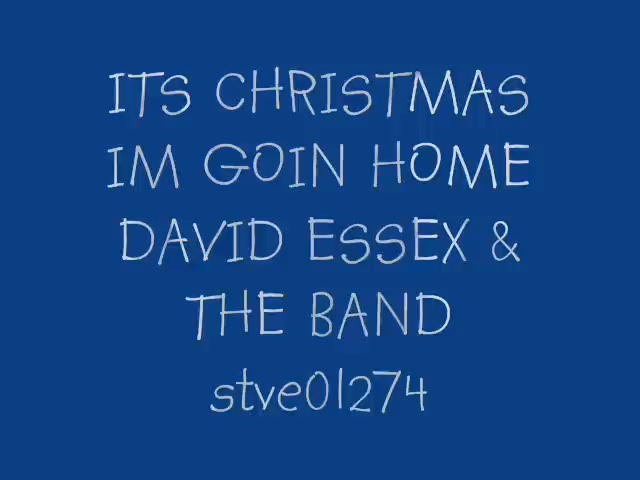 ITS CHRISTMAS
IM GOIN HOME
DAVID ESSEX &
THE BAND
stve01274